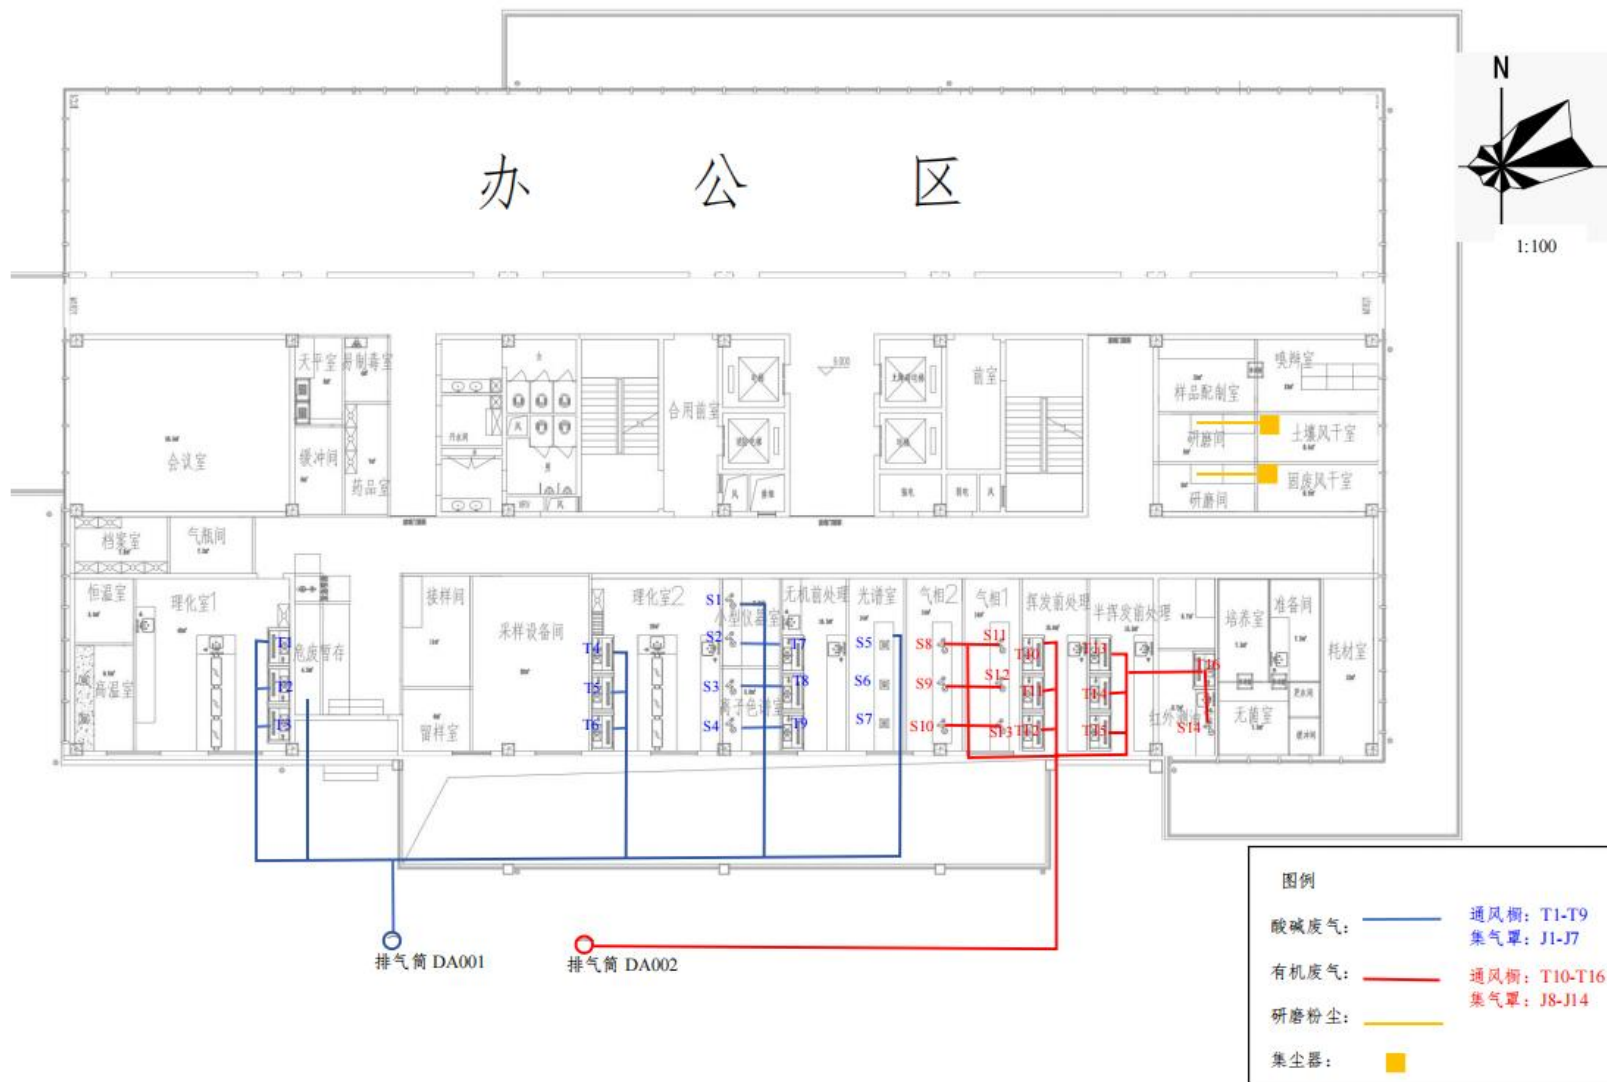 N
1:100
办公区
9.000
天平室
易制毒室
合用前室
前室
样品配制室
嗅辨室
会议室
缓冲间
药品室
研磨间
土壤风干室
研磨间
固废风干室
档案室
气瓶间
恒温室
理化室1
接样间
采样设备间
理化室2
小型仪器室
无机前处理
光谱室
气相2
气相1
挥发前处理
半挥发前处理
培养室
准备间
耗材室
高温室
危废暂存
留样室
离子色谱室
红外测油
无菌室
缓冲间
S1
S2
S3
S4
S5
S6
S7
S8
S9
S10
S11
S12
S13
S14
T1
T2
T3
T4
T5
T6
T7
T8
T9
T10
T11
T12
T13
T14
T15
T16
排气筒 DA001
排气筒 DA002
图例
酸碱废气:
通风橱: T1-T9
集气罩: J1-J7
有机废气:
通风橱: T10-T16
集气罩: J8-J14
研磨粉尘:
集尘器: